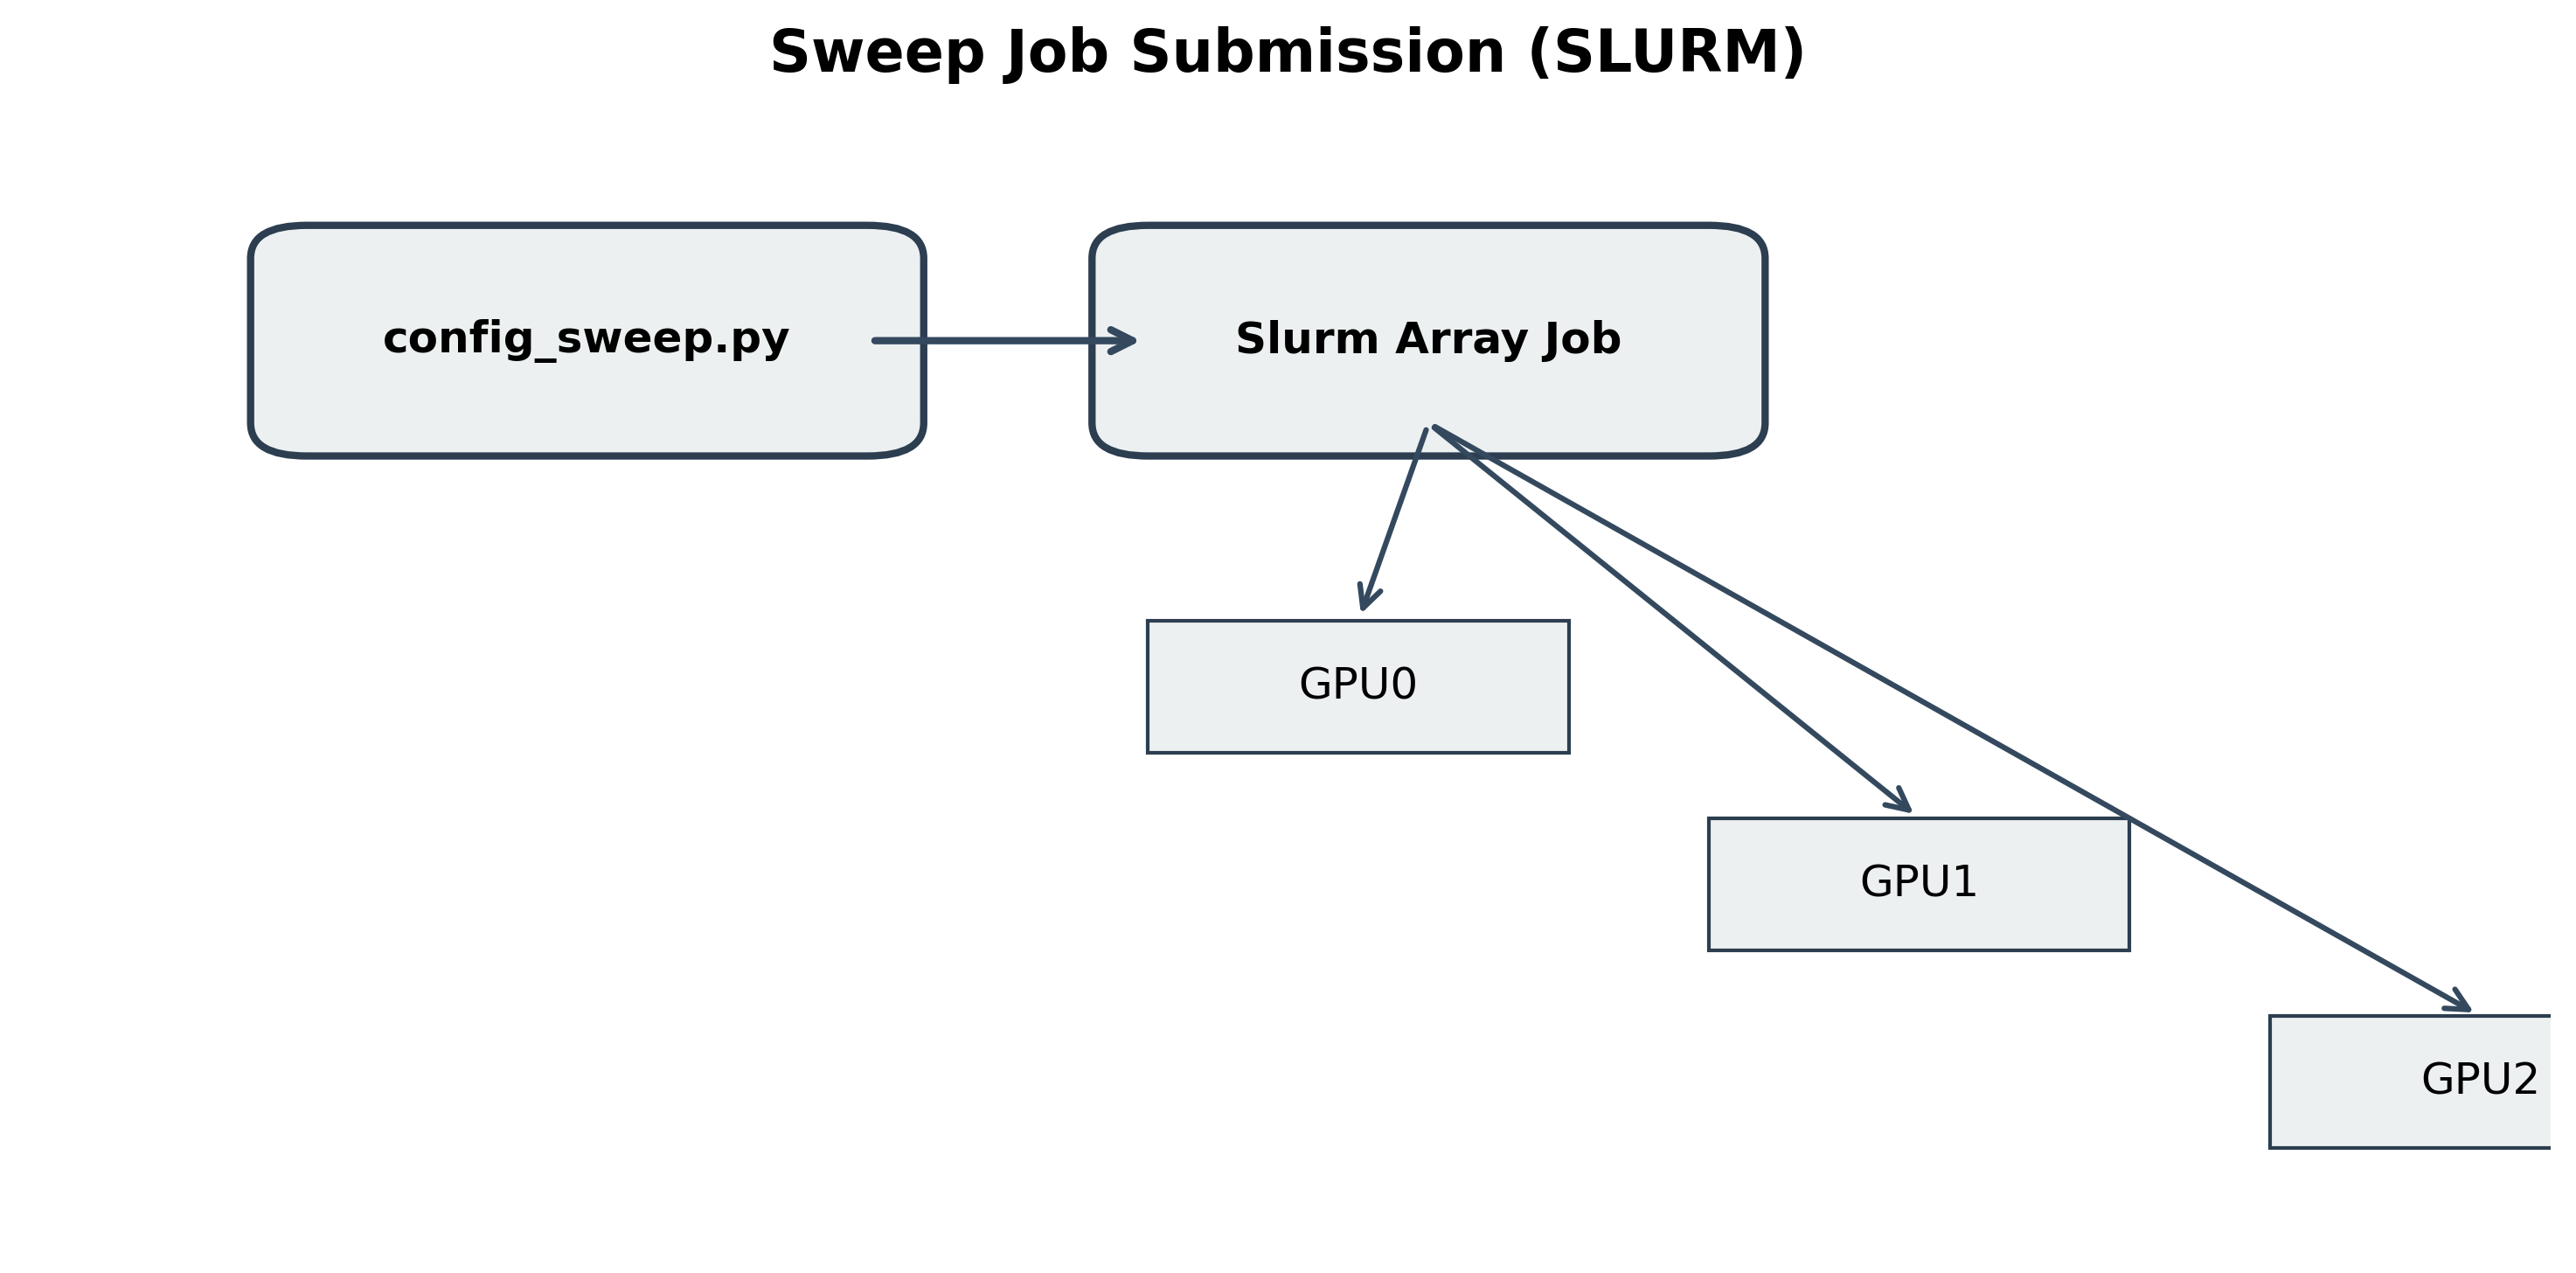 Sweep Job Submission (SLURM)
config_sweep.py
Slurm Array Job
GPU0
GPU1
GPU2